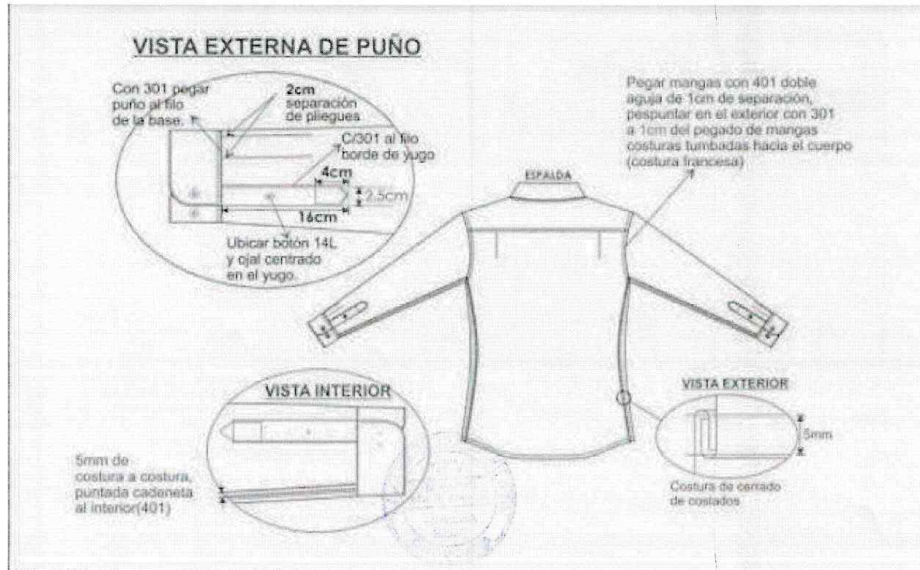 VISTA EXTERNA DE PUÑO
Con 301 pegar
puño al filo
de la base.
2cm
separación
de pliegues
C/301 al filo
borde de yugo
4cm
2.5cm
16cm
Ubicar botón 14L
y ojal centrado
en el yugo.
Pegar mangas con 401 doble
aguja de 1cm de separación,
pespuntar en el exterior con 301
a 1cm del pegado de mangas
costuras tumbadas hacia el cuerpo
(costura francesa)
ESPALDA
VISTA INTERIOR
5mm de
costura a costura,
puntada cadeneta
al interior(401)
VISTA EXTERIOR
5mm
Costura de cerrado
de costados